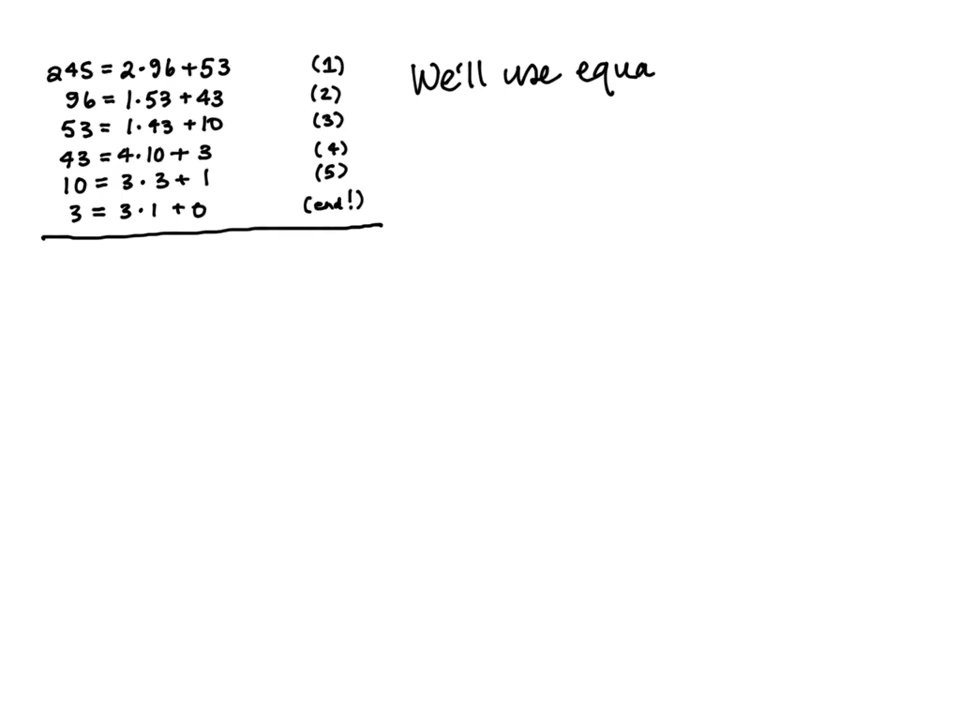 245 = 2·96 + 53 (1)
96 = 1·53 + 43 (2)
53 = 1·43 + 10 (3)
43 = 4·10 + 3 (4)
10 = 3·3 + 1 (5)
3 = 3·1 + 0 (end!)
We'll use equa